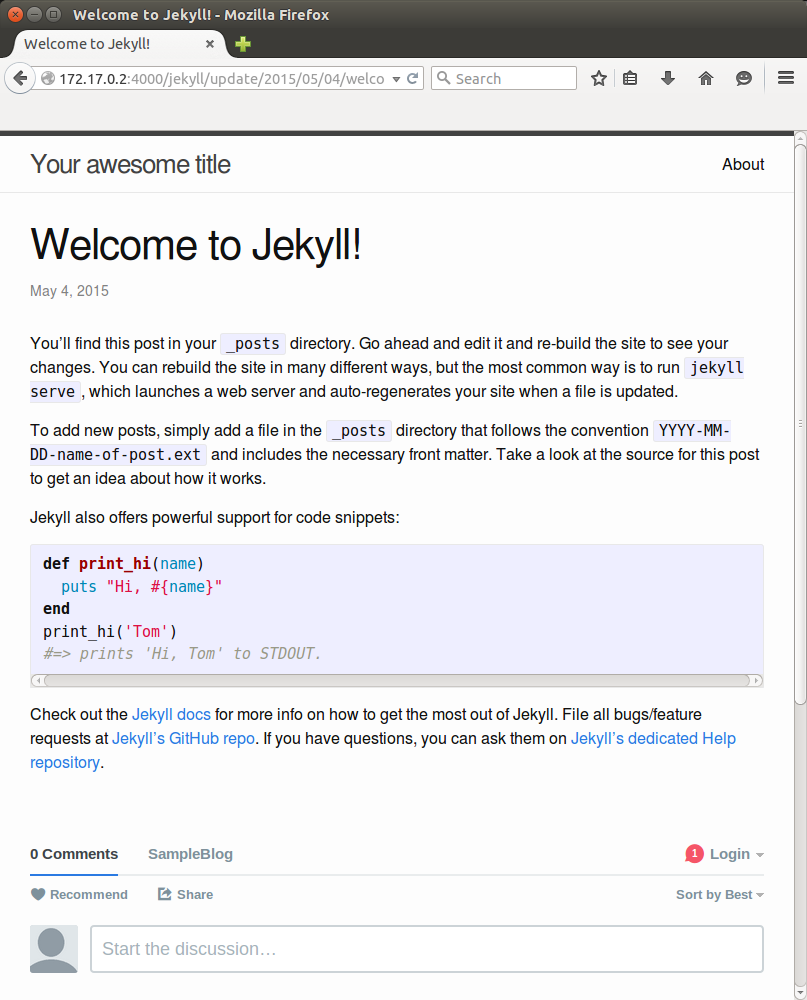 Welcome to Jekyll! - Mozilla Firefox
Welcome to Jekyll!
172.17.0.2:4000/jekyll/update/2015/05/04/welco
Search
Your awesome title
About
Welcome to Jekyll!
May 4, 2015
You’ll find this post in your _posts directory. Go ahead and edit it and re-build the site to see your
changes. You can rebuild the site in many different ways, but the most common way is to run jekyll
serve, which launches a web server and auto-regenerates your site when a file is updated.
To add new posts, simply add a file in the _posts directory that follows the convention YYYY-MM-
DD-name-of-post.ext and includes the necessary front matter. Take a look at the source for this post
to get an idea about how it works.
Jekyll also offers powerful support for code snippets:
def print_hi(name)
  puts "Hi, #{name}"
end
print_hi('Tom')
#=> prints 'Hi, Tom' to STDOUT.
Check out the Jekyll docs for more info on how to get the most out of Jekyll. File all bugs/feature
requests at Jekyll’s GitHub repo. If you have questions, you can ask them on Jekyll’s dedicated Help
repository.
0 Comments SampleBlog 1 Login
Recommend Share Sort by Best
Start the discussion…